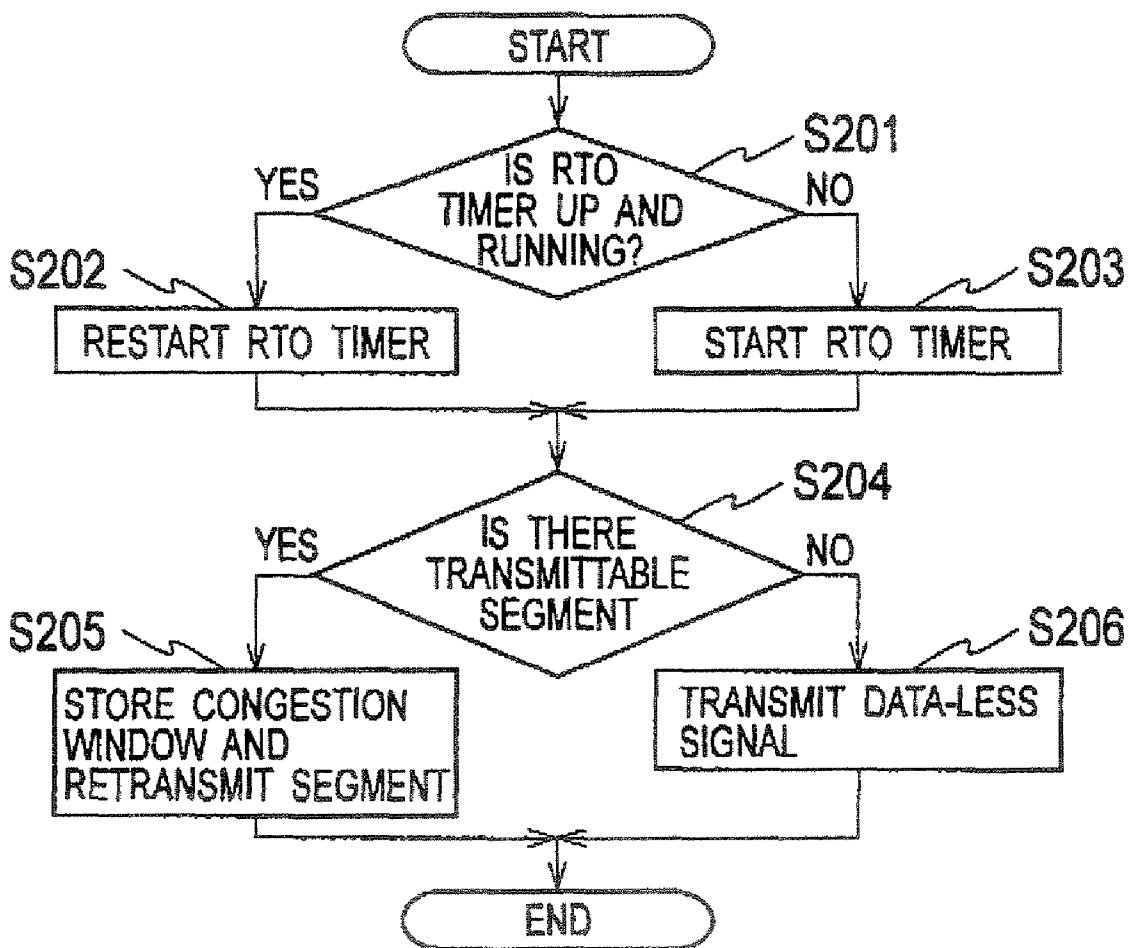 START
S201
IS RTO
TIMER UP AND
RUNNING?
YES
NO
S202
S203
RESTART RTO TIMER
START RTO TIMER
S204
IS THERE
TRANSMITTABLE
SEGMENT
YES
NO
S205
S206
STORE CONGESTION
WINDOW AND
RETRANSMIT SEGMENT
TRANSMIT DATA-LESS
SIGNAL
END